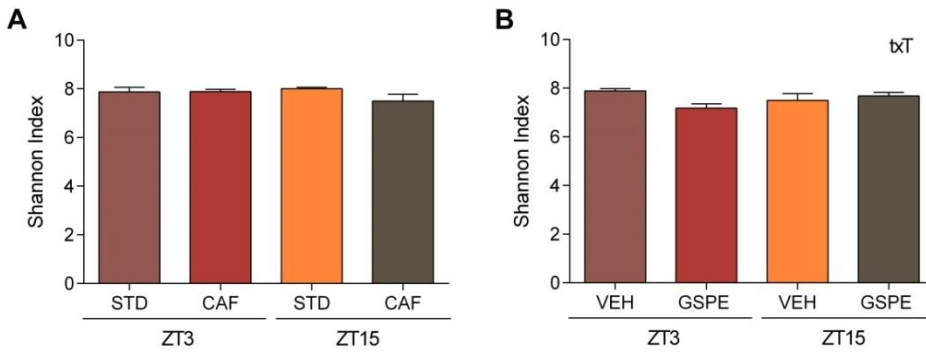 A
10
8
6
4
2
0
Shannon Index
STD CAF STD CAF
ZT3 ZT15
B
txT
10
8
6
4
2
0
Shannon Index
VEH GSPE VEH GSPE
ZT3 ZT15